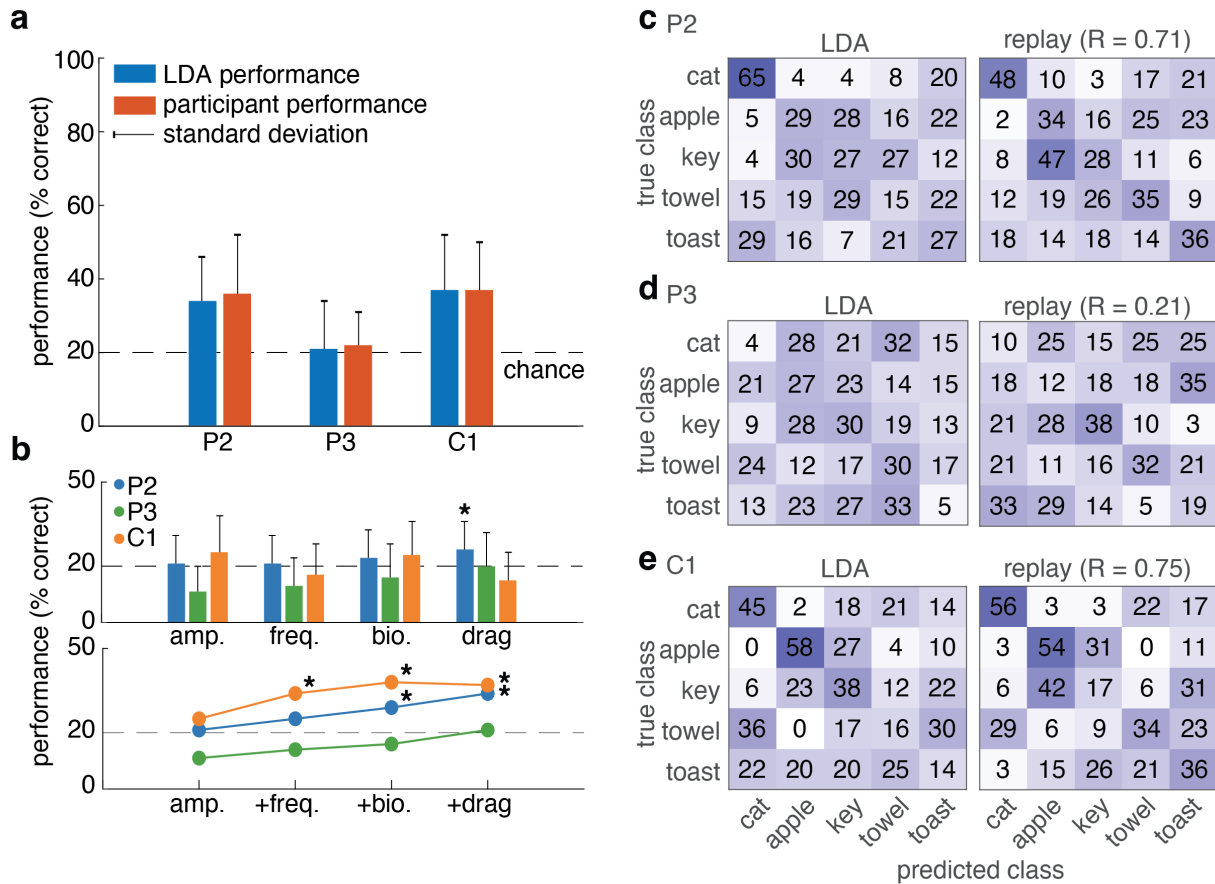 a
performance (% correct)
100
80
60
40
20
0
LDA performance
participant performance
standard deviation
chance
P2 P3 C1
b
performance (% correct)
50
20
0
P2
P3
C1
*
amp. freq. bio. drag
performance (% correct)
50
20
0
* * * * *
amp. +freq. +bio. +drag
c P2
LDA replay (R = 0.71)
true class
cat 65 4 4 8 20 48 10 3 17 21
apple 5 29 28 16 22 2 34 16 25 23
key 4 30 27 27 12 8 47 28 11 6
towel 15 19 29 15 22 12 19 26 35 9
toast 29 16 7 21 27 18 14 18 14 36
d P3
LDA replay (R = 0.21)
true class
cat 4 28 21 32 15 10 25 15 25 25
apple 21 27 23 14 15 18 12 18 18 35
key 9 28 30 19 13 21 28 38 10 3
towel 24 12 17 30 17 21 11 16 32 21
toast 13 23 27 33 5 33 29 14 5 19
e C1
LDA replay (R = 0.75)
true class
cat 45 2 18 21 14 56 3 3 22 17
apple 0 58 27 4 10 3 54 31 0 11
key 6 23 38 12 22 6 42 17 6 31
towel 36 0 17 16 30 29 6 9 34 23
toast 22 20 20 25 14 3 15 26 21 36
cat apple key towel toast cat apple key towel toast
predicted class